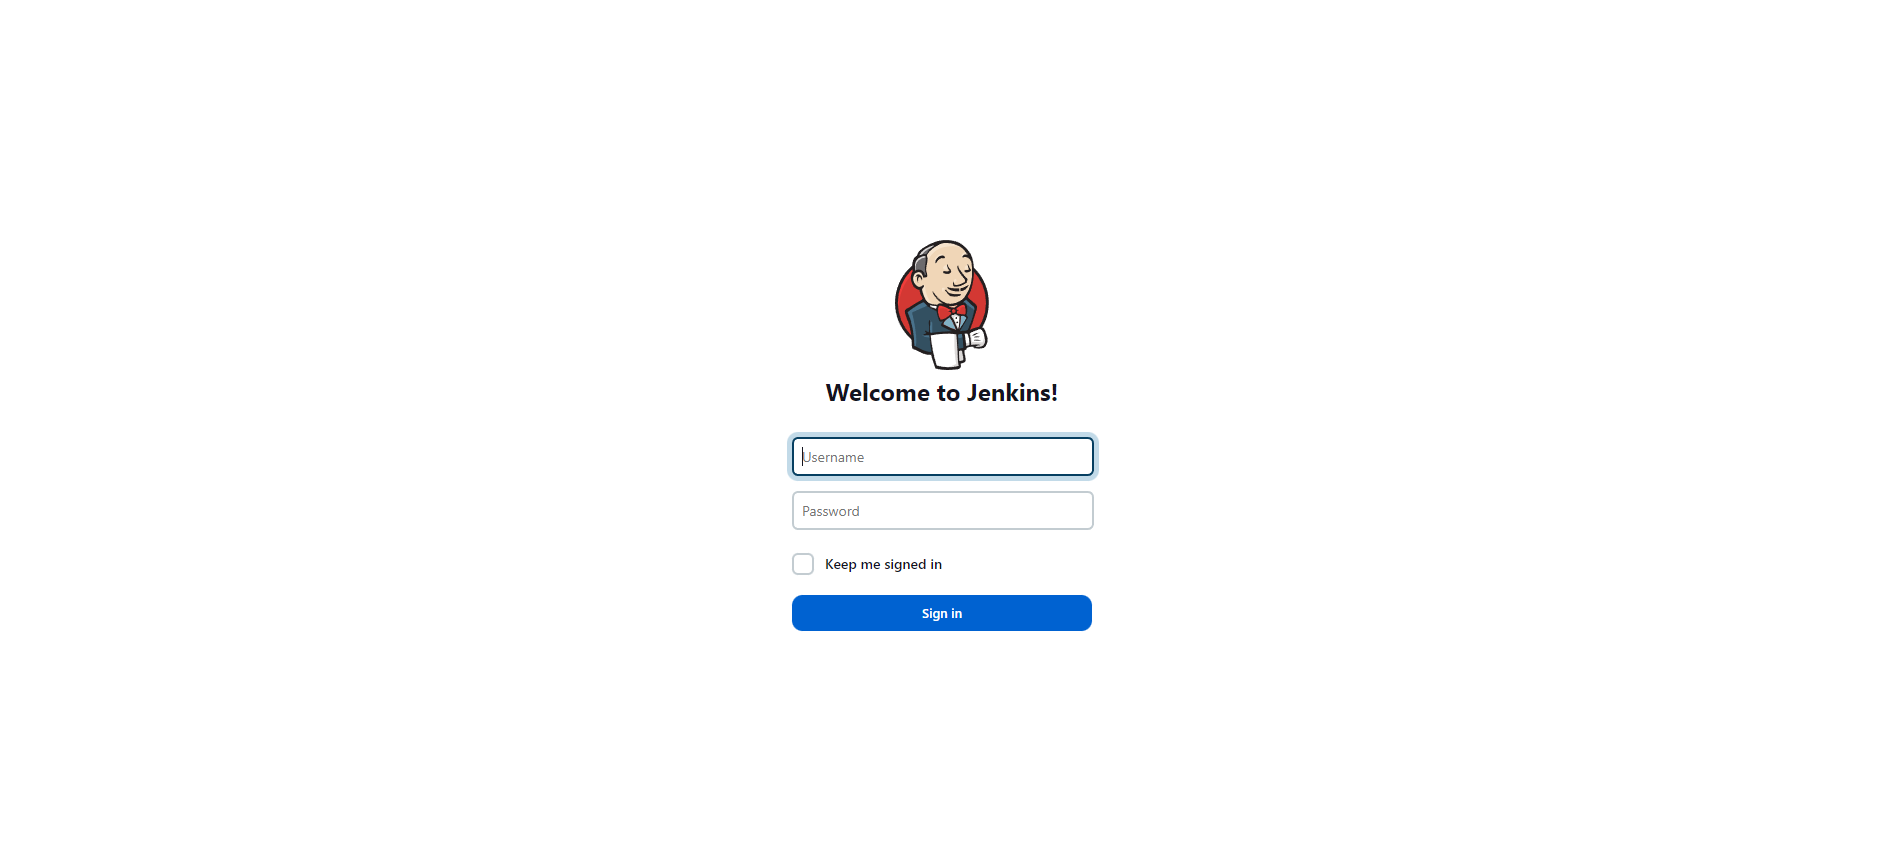 Welcome to Jenkins!
Username
Password
Keep me signed in
Sign in